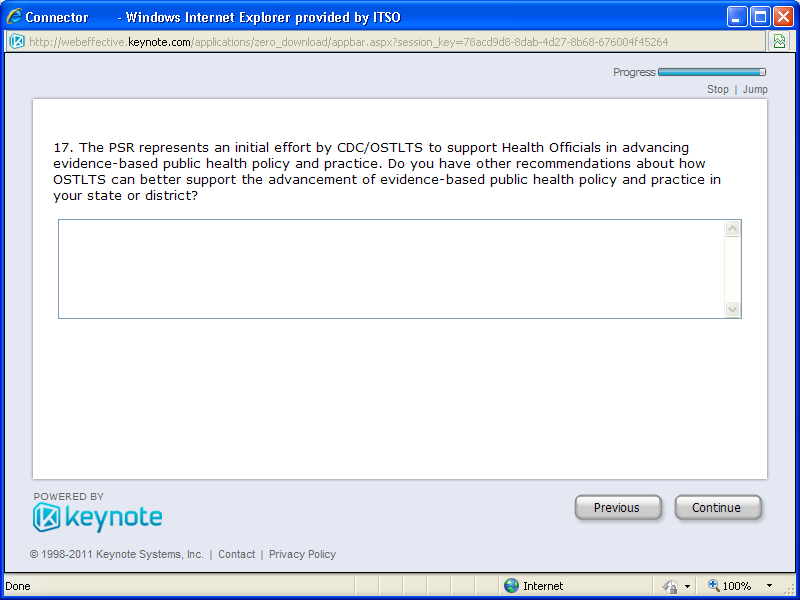 Connector - Windows Internet Explorer provided by ITSO
http://webeffective.keynote.com/applications/zero_download/appbar.aspx?session_key=78acd9d8-8dab-4d27-8b68-676004f45264
Progress
Stop | Jump
17. The PSR represents an initial effort by CDC/OSTLTS to support Health Officials in advancing
evidence-based public health policy and practice. Do you have other recommendations about how
OSTLTS can better support the advancement of evidence-based public health policy and practice in
your state or district?
POWERED BY
keynote
Previous
Continue
© 1998-2011 Keynote Systems, Inc. | Contact | Privacy Policy
Done
Internet
100%